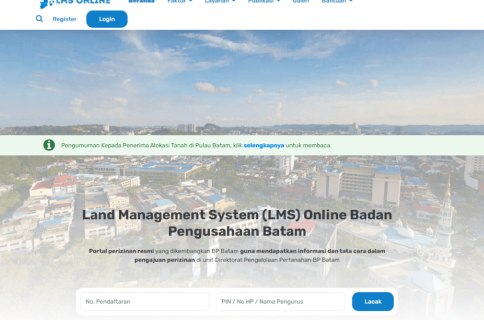 LMS ONLINE Beranda Faktur Layanan Publikasi Galeri Bantuan
Register Login
Pengumuman Kepada Penerima Alokasi Tanah di Pulau Batam, klik selengkapnya untuk membaca.
Land Management System (LMS) Online Badan
Pengusahaan Batam
Portal perizinan resmi yang dikembangkan BP Batam guna mendapatkan informasi dan tata cara dalam
pengajuan perizinan di unit Direktorat Pengelolaan Pertanahan BP Batam
No. Pendaftaran PIN / No HP / Nama Pengurus Lacak